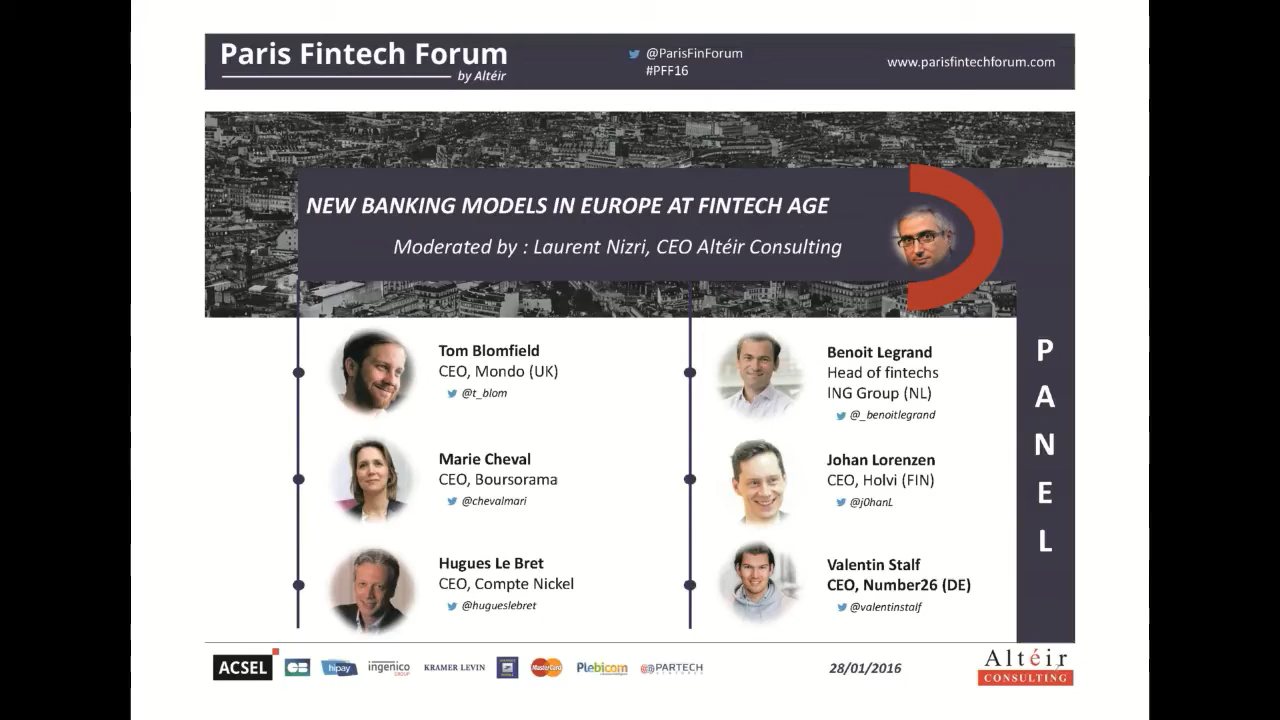 Paris Fintech Forum
by Altéir
@ParisFinForum
#PFF16
www.parisfintechforum.com
NEW BANKING MODELS IN EUROPE AT FINTECH AGE
Moderated by : Laurent Nizri, CEO Altéir Consulting
Tom Blomfield
CEO, Mondo (UK)
@t_blom
Marie Cheval
CEO, Boursorama
@chevalmari
Hugues Le Bret
CEO, Compte Nickel
@hugueslebret
Benoit Legrand
Head of fintechs
ING Group (NL)
@_benoitlegrand
Johan Lorenzen
CEO, Holvi (FIN)
@j0hanL
Valentin Stalf
CEO, Number26 (DE)
@valentinstalf
PANEL
ACSEL
CB
hipay
ingenico
GROUP
KRAMER LEVIN
MasterCard
Plebicom
PARTECH
VENTURES
28/01/2016
Altéir
CONSULTING